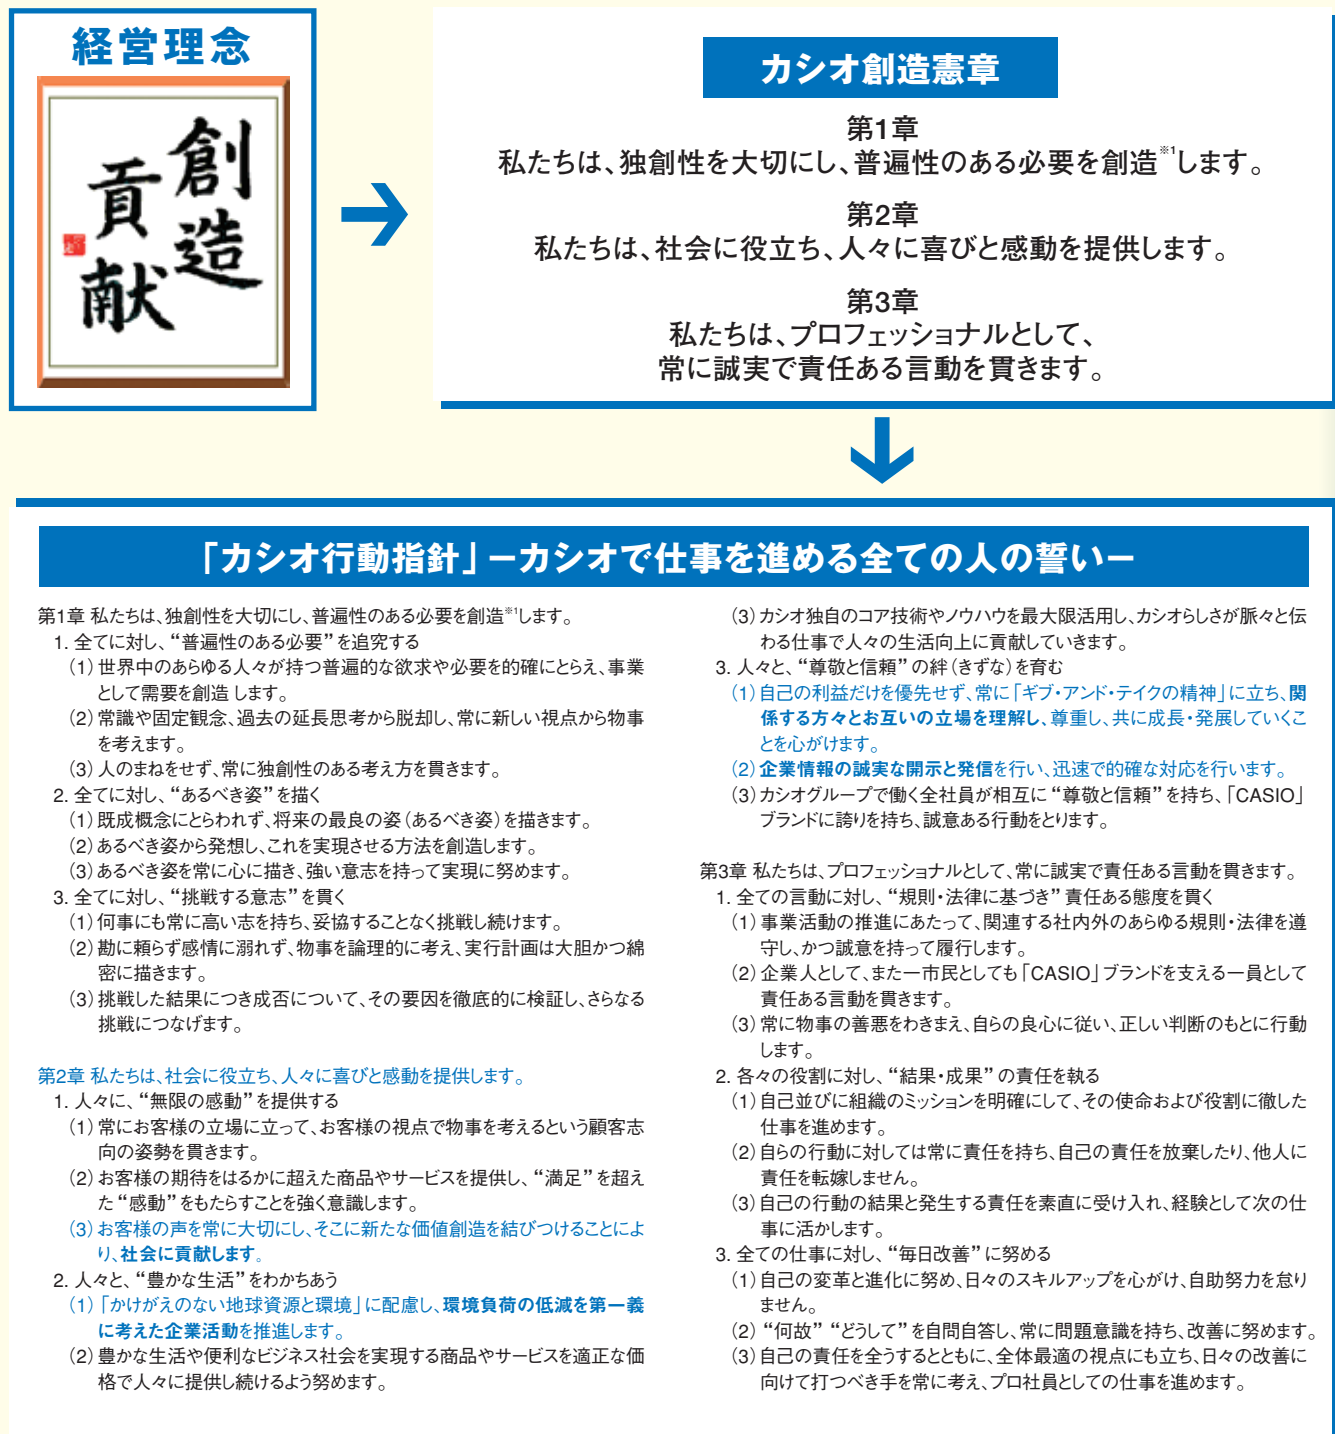 経営理念
創造
貢献
カシオ創造憲章
第1章
私たちは、独創性を大切にし、普遍性のある必要を創造※1します。
第2章
私たちは、社会に役立ち、人々に喜びと感動を提供します。
第3章
私たちは、プロフェッショナルとして、
常に誠実で責任ある言動を貫きます。
「カシオ行動指針」－カシオで仕事を進める全ての人の誓い－
第1章 私たちは、独創性を大切にし、普遍性のある必要を創造※1します。
1. 全てに対し、“普遍性のある必要”を追究する
（1）世界中のあらゆる人々が持つ普遍的な欲求や必要を的確にとらえ、事業
として需要を創造 します。
（2）常識や固定観念、過去の延長思考から脱却し、常に新しい視点から物事
を考えます。
（3）人のまねをせず、常に独創性のある考え方を貫きます。
2. 全てに対し、“あるべき姿”を描く
（1）既成概念にとらわれず、将来の最良の姿（あるべき姿）を描きます。
（2）あるべき姿から発想し、これを実現させる方法を創造します。
（3）あるべき姿を常に心に描き、強い意志を持って実現に努めます。
3. 全てに対し、“挑戦する意志”を貫く
（1）何事にも常に高い志を持ち、妥協することなく挑戦し続けます。
（2）勘に頼らず感情に溺れず、物事を論理的に考え、実行計画は大胆かつ綿
密に描きます。
（3）挑戦した結果につき成否について、その要因を徹底的に検証し、さらなる
挑戦につなげます。
第2章 私たちは、社会に役立ち、人々に喜びと感動を提供します。
1. 人々に、“無限の感動”を提供する
（1）常にお客様の立場に立って、お客様の視点で物事を考えるという顧客志
向の姿勢を貫きます。
（2）お客様の期待をはるかに超えた商品やサービスを提供し、“満足”を超え
た“感動”をもたらすことを強く意識します。
（3）お客様の声を常に大切にし、そこに新たな価値創造を結びつけることによ
り、社会に貢献します。
2. 人々と、“豊かな生活”をわかちあう
（1）「かけがえのない地球資源と環境」に配慮し、環境負荷の低減を第一義
に考えた企業活動を推進します。
（2）豊かな生活や便利なビジネス社会を実現する商品やサービスを適正な価
格で人々に提供し続けるよう努めます。
（3）カシオ独自のコア技術やノウハウを最大限活用し、カシオらしさが脈々と伝
わる仕事で人々の生活向上に貢献していきます。
3. 人々と、“尊敬と信頼”の絆（きずな）を育む
（1）自己の利益だけを優先せず、常に「ギブ・アンド・テイクの精神」に立ち、関
係する方々とお互いの立場を理解し、尊重し、共に成長・発展していくこ
とを心がけます。
（2）企業情報の誠実な開示と発信を行い、迅速で的確な対応を行います。
（3）カシオグループで働く全社員が相互に“尊敬と信頼”を持ち、「CASIO」
ブランドに誇りを持ち、誠意ある行動をとります。
第3章 私たちは、プロフェッショナルとして、常に誠実で責任ある言動を貫きます。
1. 全ての言動に対し、“規則・法律に基づき”責任ある態度を貫く
（1）事業活動の推進にあたって、関連する社内外のあらゆる規則・法律を遵
守し、かつ誠意を持って履行します。
（2）企業人として、また一市民としても「CASIO」ブランドを支える一員として
責任ある言動を貫きます。
（3）常に物事の善悪をわきまえ、自らの良心に従い、正しい判断のもとに行動
します。
2. 各々の役割に対し、“結果・成果”の責任を執る
（1）自己並びに組織のミッションを明確にして、その使命および役割に徹した
仕事を進めます。
（2）自らの行動に対しては常に責任を持ち、自己の責任を放棄したり、他人に
責任を転嫁しません。
（3）自己の行動の結果と発生する責任を素直に受け入れ、経験として次の仕
事に活かします。
3. 全ての仕事に対し、“毎日改善”に努める
（1）自己の変革と進化に努め、日々のスキルアップを心がけ、自助努力を怠り
ません。
（2）“何故”“どうして”を自問自答し、常に問題意識を持ち、改善に努めます。
（3）自己の責任を全うするとともに、全体最適の視点にも立ち、日々の改善に
向けて打つべき手を常に考え、プロ社員としての仕事を進めます。